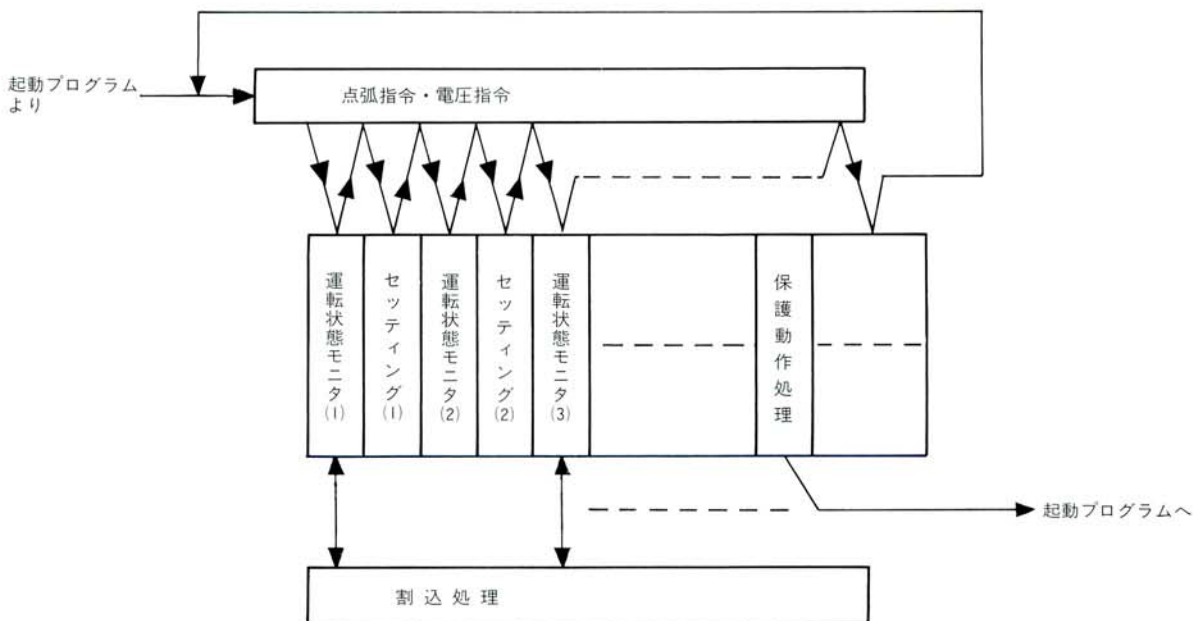 起動プログラム
より
点弧指令・電圧指令
運転状態モニタ(1)
セッティング(1)
運転状態モニタ(2)
セッティング(2)
運転状態モニタ(3)
保護動作処理
起動プログラムへ
割込処理